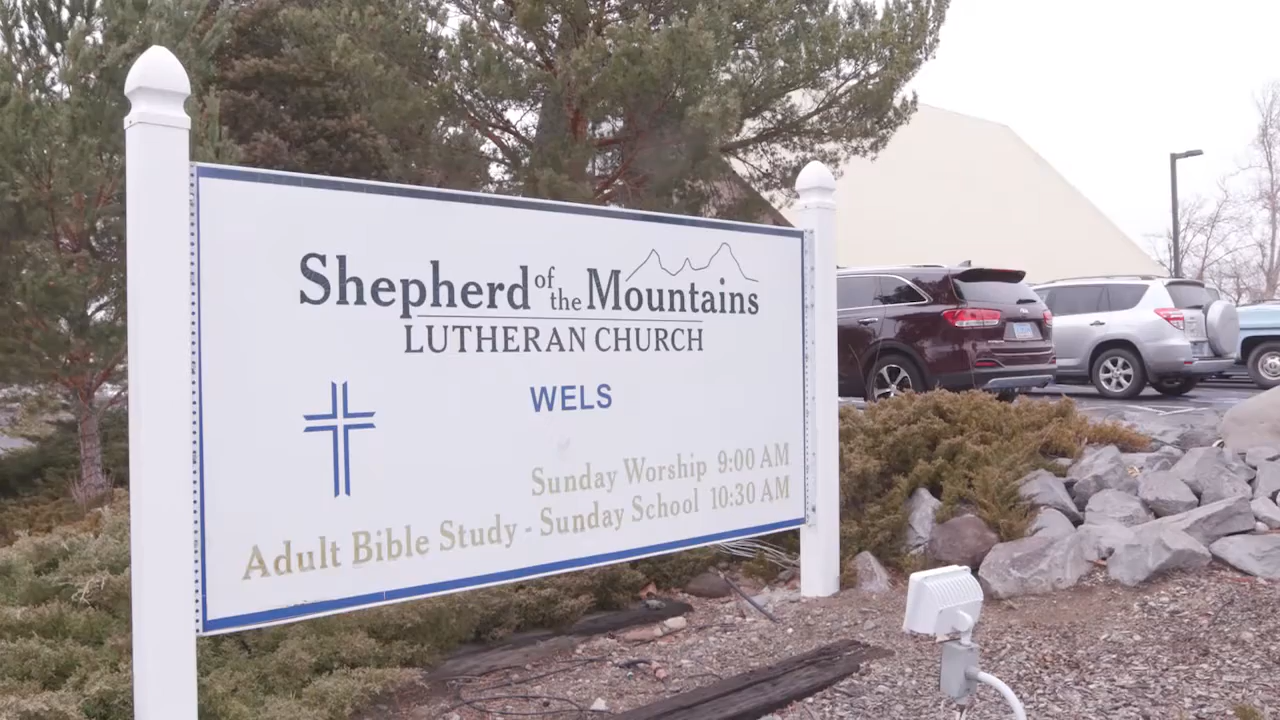 Shepherd of the Mountains
LUTHERAN CHURCH
WELS
Sunday Worship 9:00 AM
Adult Bible Study - Sunday School 10:30 AM